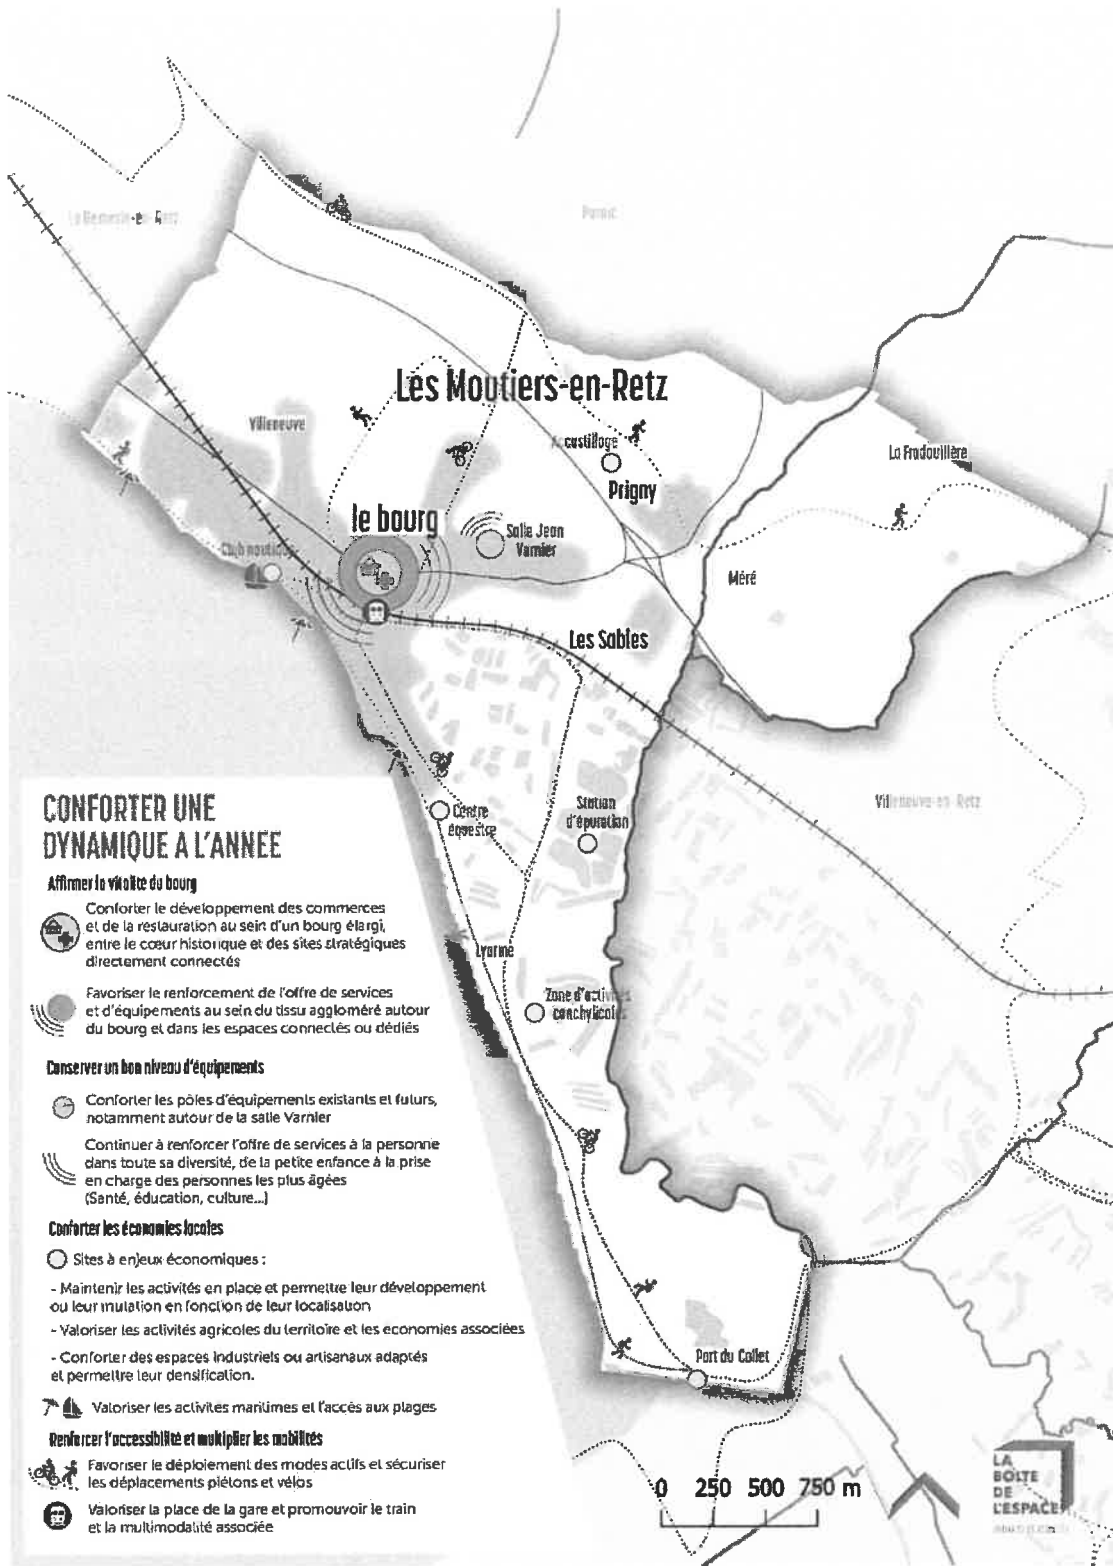 Pornic
Les Moutiers-en-Retz
Villeneuve
Accastillage
La Fradouillère
Prigny
le bourg
Salle Jean
Varnier
Club nautique
Méré
Les Sables
Villeneuve-en-Retz
Centre
équestre
Station
d'épuration
Lyarne
Zone d'activités
conchylicoles
Port du Collet
CONFORTER UNE
DYNAMIQUE A L'ANNEE
Affirmer la vitalité du bourg
Conforter le développement des commerces
et de la restauration au sein d'un bourg élargi,
entre le cœur historique et des sites stratégiques
directement connectés
Favoriser le renforcement de l'offre de services
et d'équipements au sein du tissu aggloméré autour
du bourg et dans les espaces connectés ou dédiés
Conserver un bon niveau d'équipements
Conforter les pôles d'équipements existants et futurs,
notamment autour de la salle Varnier
Continuer à renforcer l'offre de services à la personne
dans toute sa diversité, de la petite enfance à la prise
en charge des personnes les plus âgées
(Santé, éducation, culture...)
Conforter les économies locales
Sites à enjeux économiques :
- Maintenir les activités en place et permettre leur développement
ou leur mutation en fonction de leur localisation
- Valoriser les activités agricoles du territoire et les economies associées
- Conforter des espaces industriels ou artisanaux adaptés
et permettre leur densification.
Valoriser les activites maritimes et l'accès aux plages
Renforcer l'accessibilité et multiplier les mobilités
Favoriser le déploiement des modes actifs et sécuriser
les déplacements piétons et vélos
Valoriser la place de la gare et promouvoir le train
et la multimodalité associée
0 250 500 750 m
LA
BOÎTE
DE
L'ESPACE